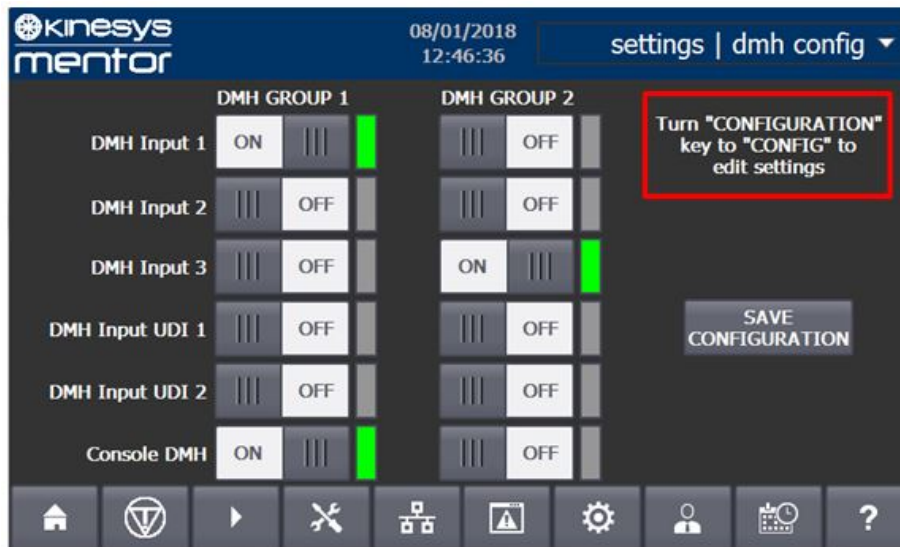 kinesys
mentor
08/01/2018
12:46:36
settings | dmh config
DMH GROUP 1
DMH GROUP 2
DMH Input 1 ON OFF
DMH Input 2 OFF OFF
DMH Input 3 OFF ON
DMH Input UDI 1 OFF OFF
DMH Input UDI 2 OFF OFF
Console DMH ON OFF
Turn "CONFIGURATION"
key to "CONFIG" to
edit settings
SAVE
CONFIGURATION
?